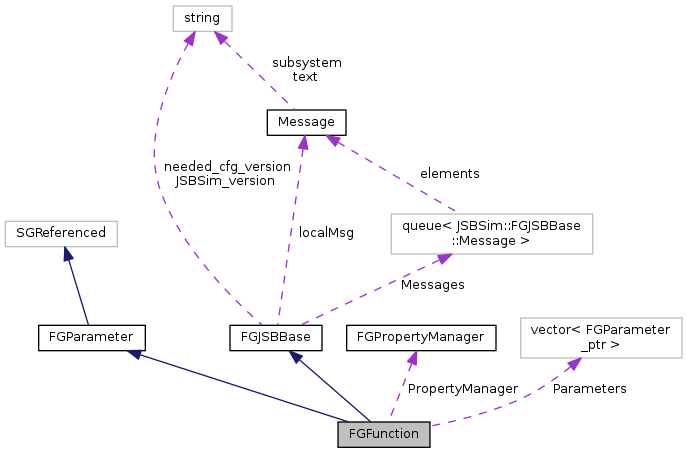 string
subsystem
text
Message
needed_cfg_version
JSBSim_version
elements
SGReferenced
localMsg
queue< JSBSim::FGJSBBase
::Message >
Messages
FGParameter
FGJSBBase
FGPropertyManager
vector< FGParameter
_ptr >
PropertyManager
Parameters
FGFunction